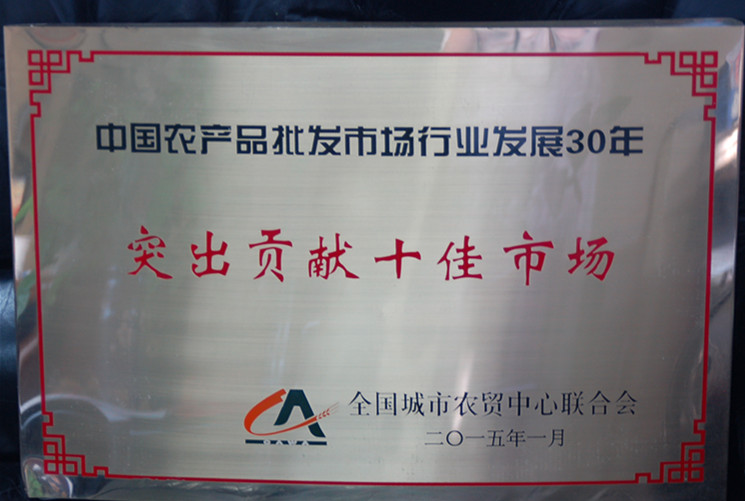 中国农产品批发市场行业发展30年
突出贡献十佳市场
全国城市农贸中心联合会
二〇一五年一月